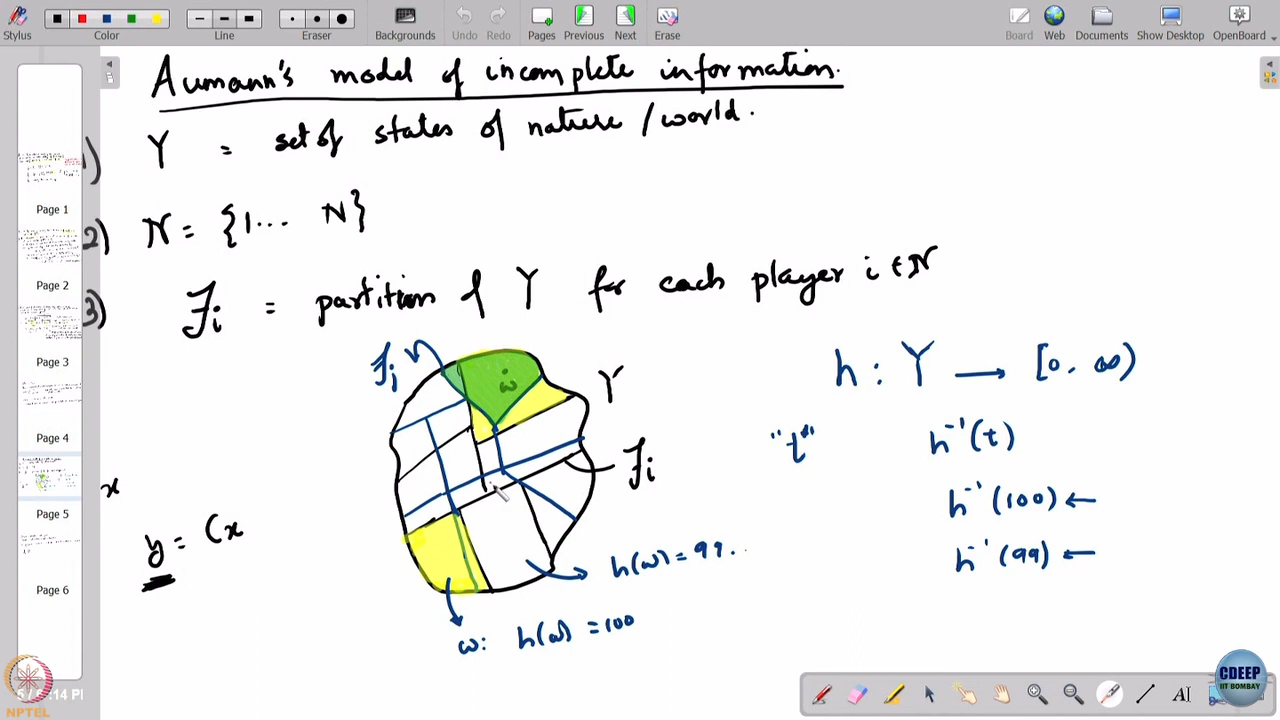 Stylus Color Line Eraser Backgrounds Undo Redo Pages Previous Next Erase Board Web Documents Show Desktop OpenBoard
Aumann's model of incomplete information.
1) Y = set of states of nature / world.
2) N = {1... N}
3) ℱi = partition of Y for each player i ∈ N
ℱj
ω
Y
ℱi
h : Y → [0, ∞)
"t" h⁻¹(t)
h⁻¹(100) ←
h⁻¹(99) ←
x
y = Cx
h(ω) = 99..
ω: h(ω) = 100
Page 1
Page 2
Page 3
Page 4
Page 5
Page 6
NPTEL
CDEEP
IIT BOMBAY